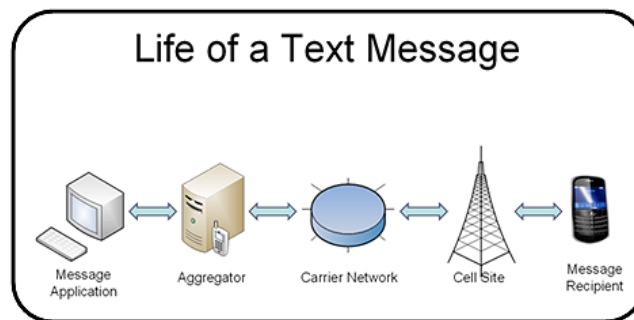 Life of a Text Message
Message
Application
Aggregator
Carrier Network
Cell Site
Message
Recipient